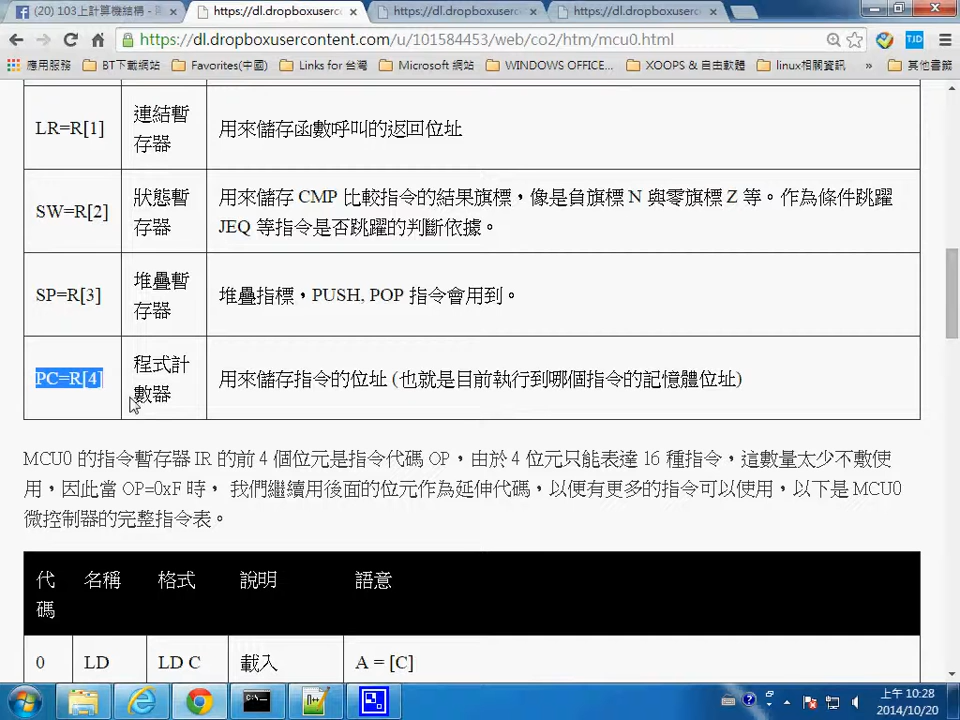 (20) 103上計算機結構 -
https://dl.dropboxuserco
https://dl.dropboxuserco
https://dl.dropboxuserco
https://dl.dropboxusercontent.com/u/101584453/web/co2/htm/mcu0.html
TJD
應用服務 BT下載網站 Favorites(中國) Links for 台灣 Microsoft 網站 WINDOWS OFFICE... XOOPS & 自由軟體 linux相關資訊 » 其他書籤
LR=R[1] 連結暫存器 用來儲存函數呼叫的返回位址
SW=R[2] 狀態暫存器 用來儲存 CMP 比較指令的結果旗標，像是負旗標 N 與零旗標 Z 等。作為條件跳躍
JEQ 等指令是否跳躍的判斷依據。
SP=R[3] 堆疊暫存器 堆疊指標，PUSH, POP 指令會用到。
PC=R[4] 程式計數器 用來儲存指令的位址 (也就是目前執行到哪個指令的記憶體位址)
MCU0 的指令暫存器 IR 的前 4 個位元是指令代碼 OP，由於 4 位元只能表達 16 種指令，這數量太少不敷使
用，因此當 OP=0xF 時， 我們繼續用後面的位元作為延伸代碼，以便有更多的指令可以使用，以下是 MCU0
微控制器的完整指令表。
代碼 名稱 格式 說明 語意
0 LD LD C 載入 A = [C]
上午 10:28
2014/10/20